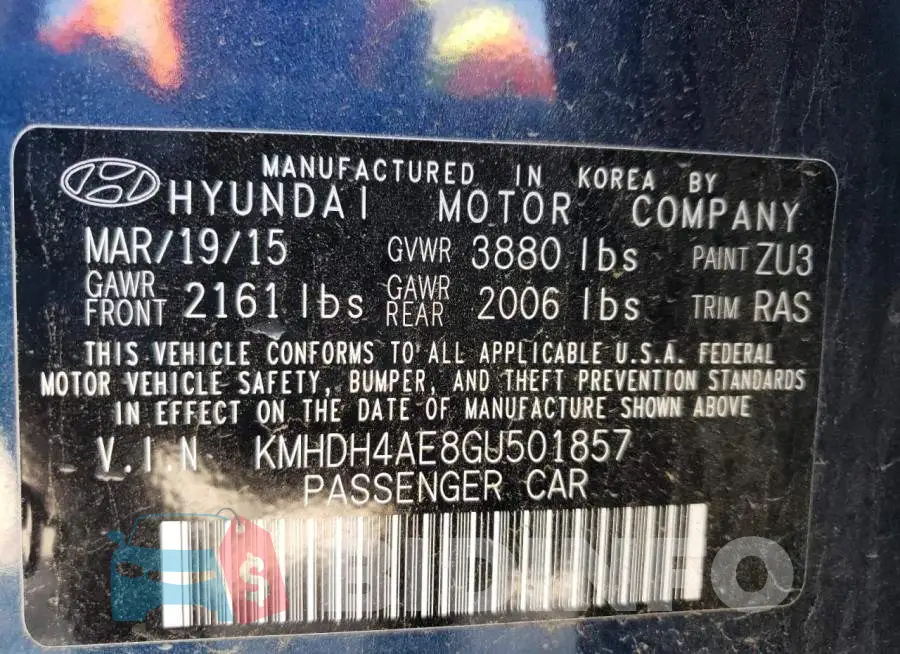 MANUFACTURED IN KOREA BY
HYUNDAI MOTOR COMPANY
MAR/19/15 GVWR 3880 lbs PAINT ZU3
GAWR FRONT 2161 lbs GAWR REAR 2006 lbs TRIM RAS
THIS VEHICLE CONFORMS TO ALL APPLICABLE U.S.A. FEDERAL
MOTOR VEHICLE SAFETY, BUMPER, AND THEFT PREVENTION STANDARDS
IN EFFECT ON THE DATE OF MANUFACTURE SHOWN ABOVE
V.I.N KMHDH4AE8GU501857
PASSENGER CAR
$ BIDINFO